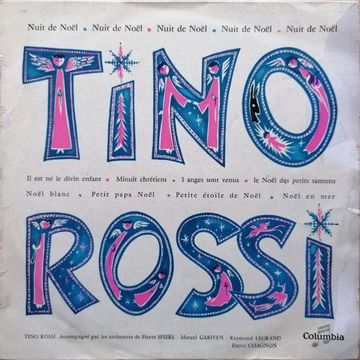 Nuit de Noël • Nuit de Noël • Nuit de Noël • Nuit de Noël • Nuit de Noël
TINO
Il est né le divin enfant • Minuit chrétiens • 3 anges sont venus • le Noël des petits santons
Noël blanc • Petit papa Noël • Petite étoile de Noël • Noël en mer
ROSSI
TINO ROSSI. Accompagné par les orchestres de Pierre SPIERS - Marcel CARIVEN - Raymond LEGRAND
Pierre CHAGNON
Columbia